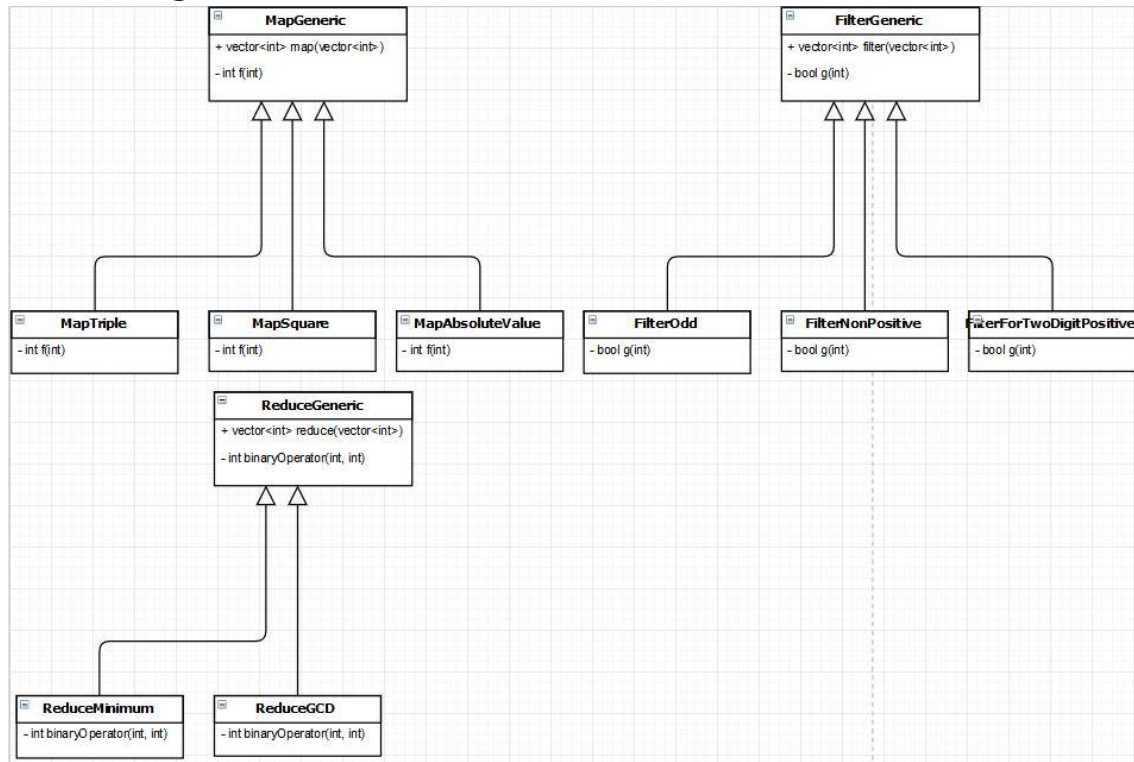 MapGeneric
+ vector<int> map(vector<int>)
- int f(int)
FilterGeneric
+ vector<int> filter(vector<int>)
- bool g(int)
MapTriple
- int f(int)
MapSquare
- int f(int)
MapAbsoluteValue
- int f(int)
FilterOdd
- bool g(int)
FilterNonPositive
- bool g(int)
FilterForTwoDigitPositive
- bool g(int)
ReduceGeneric
+ vector<int> reduce(vector<int>)
- int binaryOperator(int, int)
ReduceMinimum
- int binaryOperator(int, int)
ReduceGCD
- int binaryOperator(int, int)